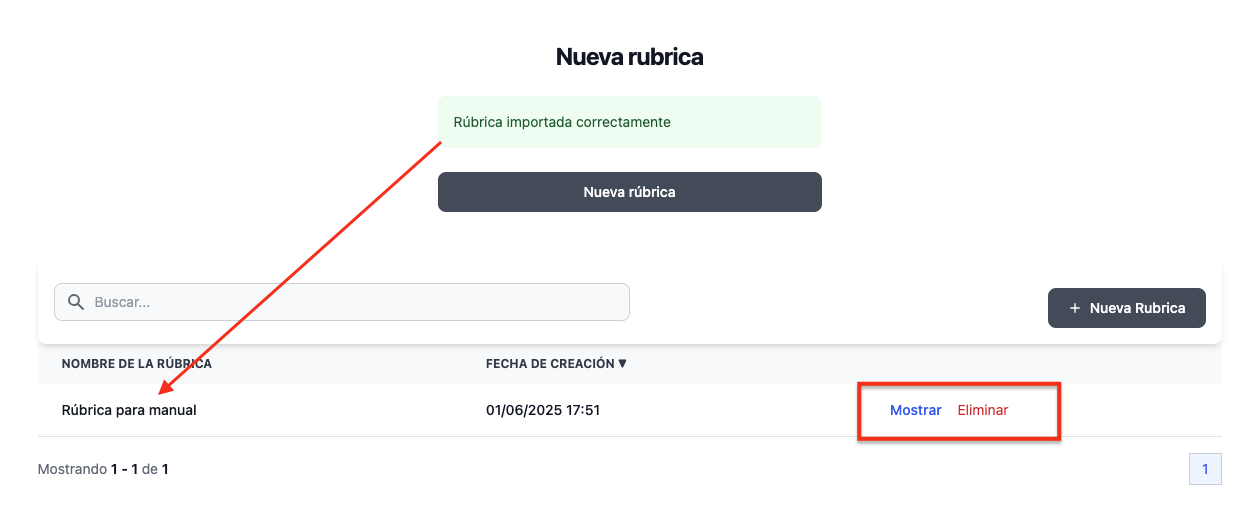 Nueva rubrica
Rúbrica importada correctamente
Nueva rúbrica
Buscar...
+ Nueva Rubrica
NOMBRE DE LA RÚBRICA FECHA DE CREACIÓN ▼
Rúbrica para manual 01/06/2025 17:51 Mostrar Eliminar
Mostrando 1 - 1 de 1 1